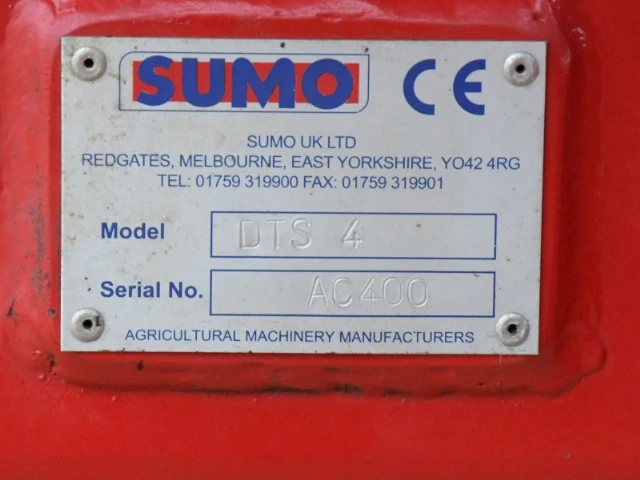 SUMO CE
SUMO UK LTD
REDGATES, MELBOURNE, EAST YORKSHIRE, YO42 4RG
TEL: 01759 319900 FAX: 01759 319901
Model DTS 4
Serial No. AC400
AGRICULTURAL MACHINERY MANUFACTURERS